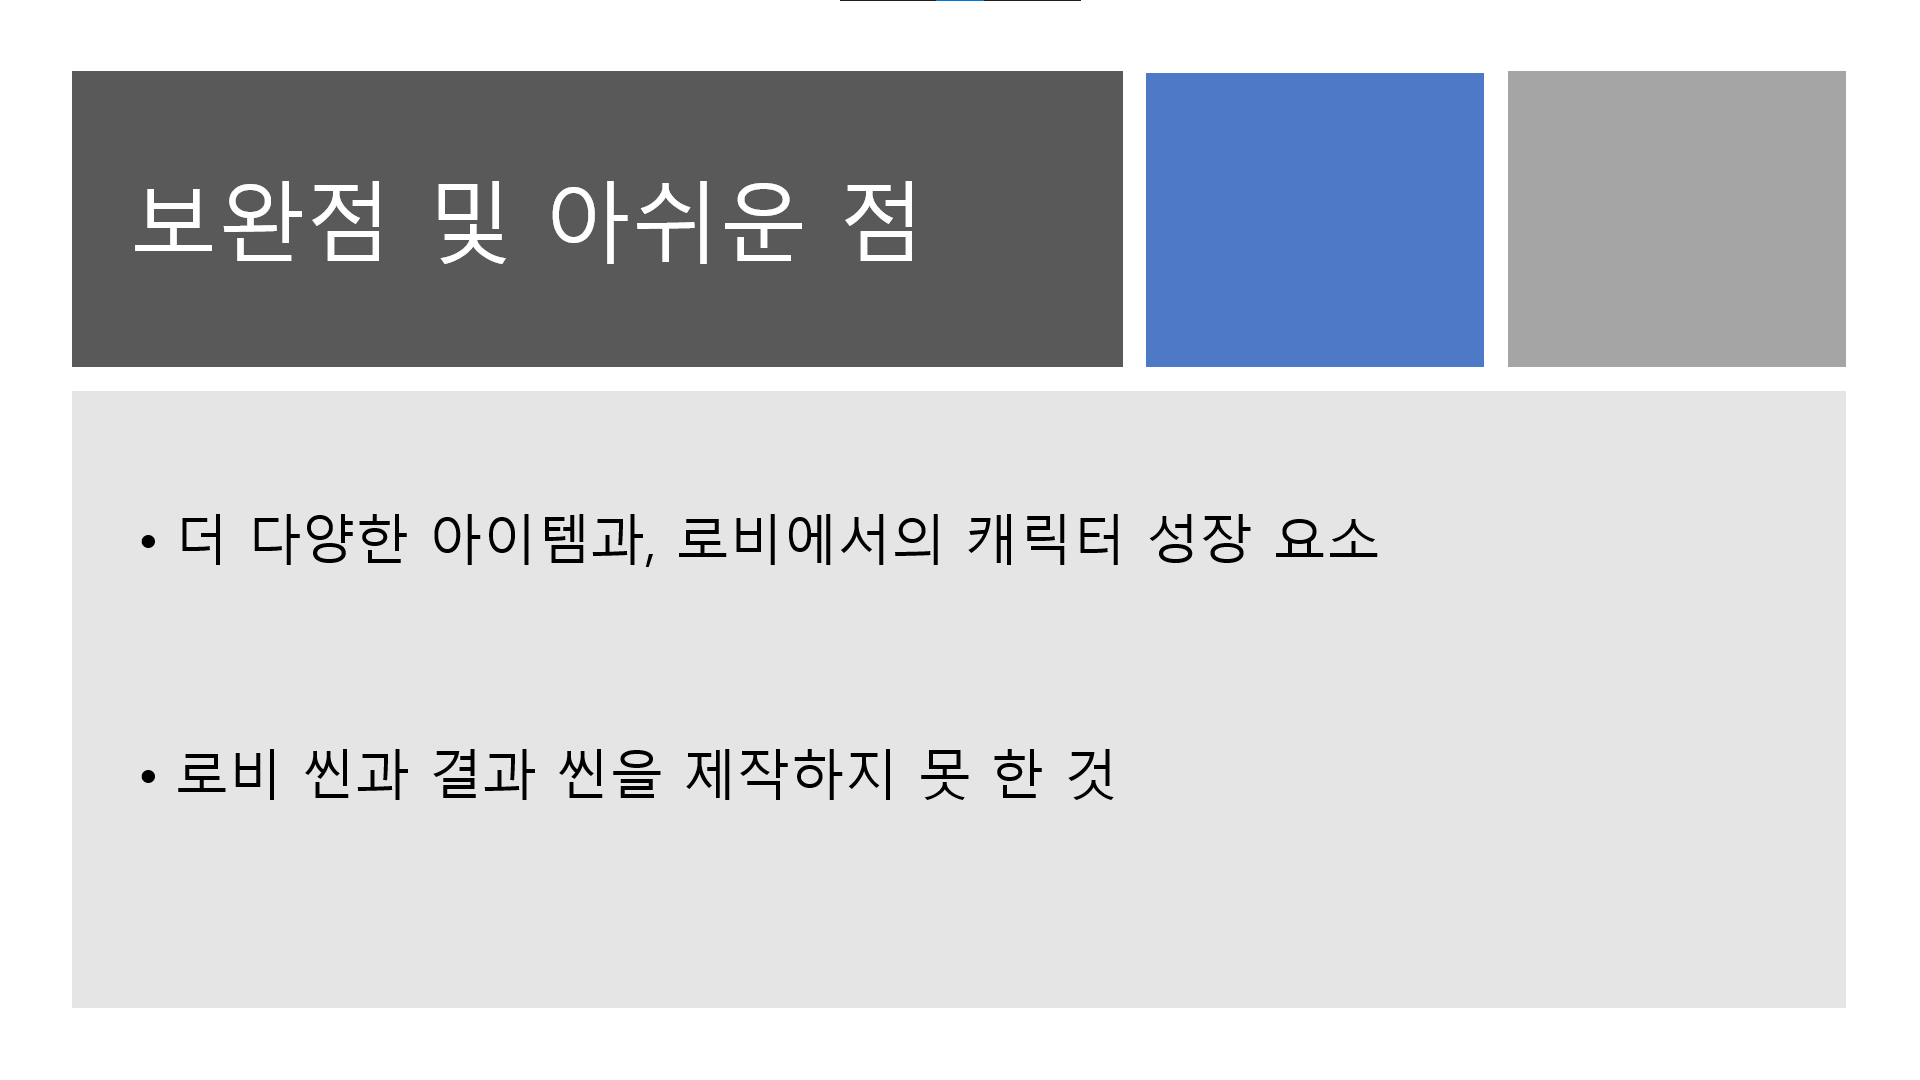 보완점 및 아쉬운 점
• 더 다양한 아이템과, 로비에서의 캐릭터 성장 요소
• 로비 씬과 결과 씬을 제작하지 못 한 것